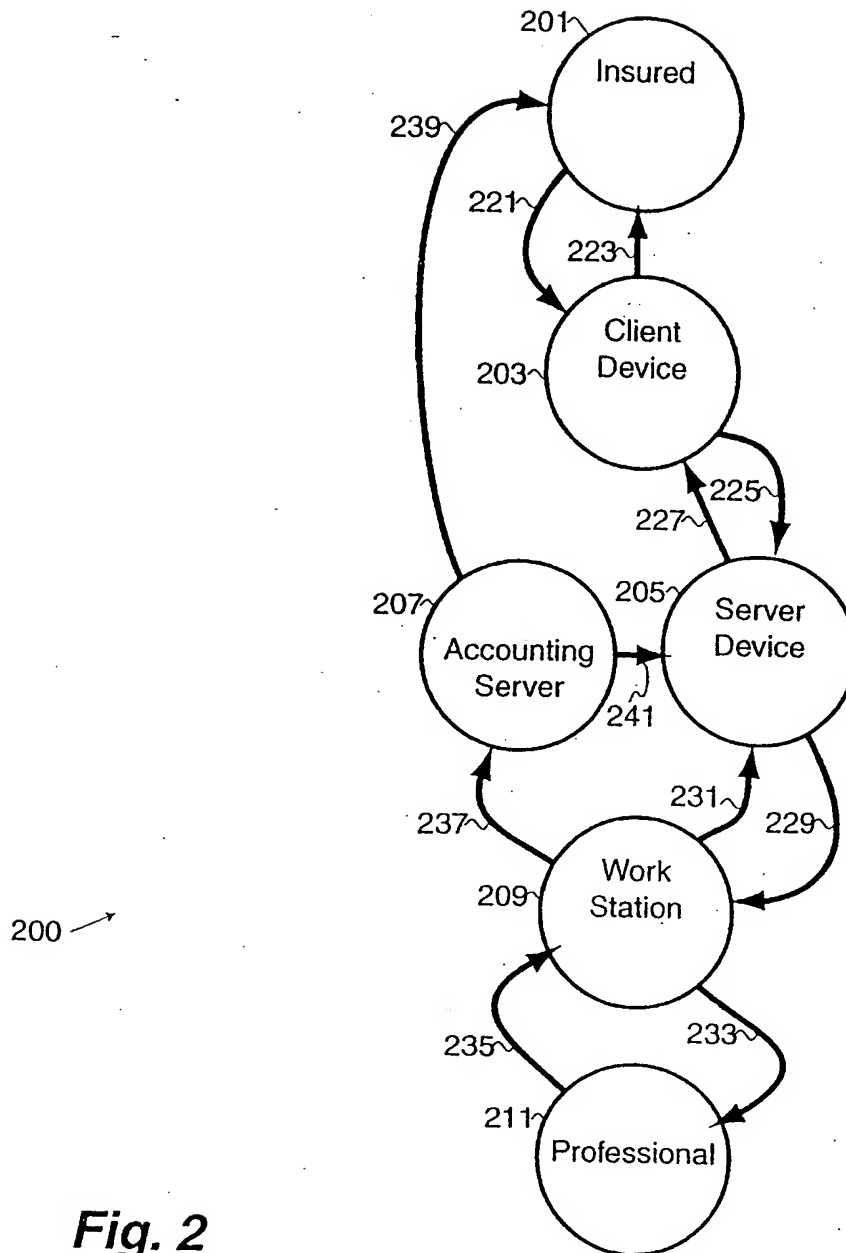 201
Insured
239
221
223
Client
Device
203
225
227
207
205
Server
Device
Accounting
Server
241
231
237
229
Work
Station
209
200
235
233
211
Professional
Fig. 2